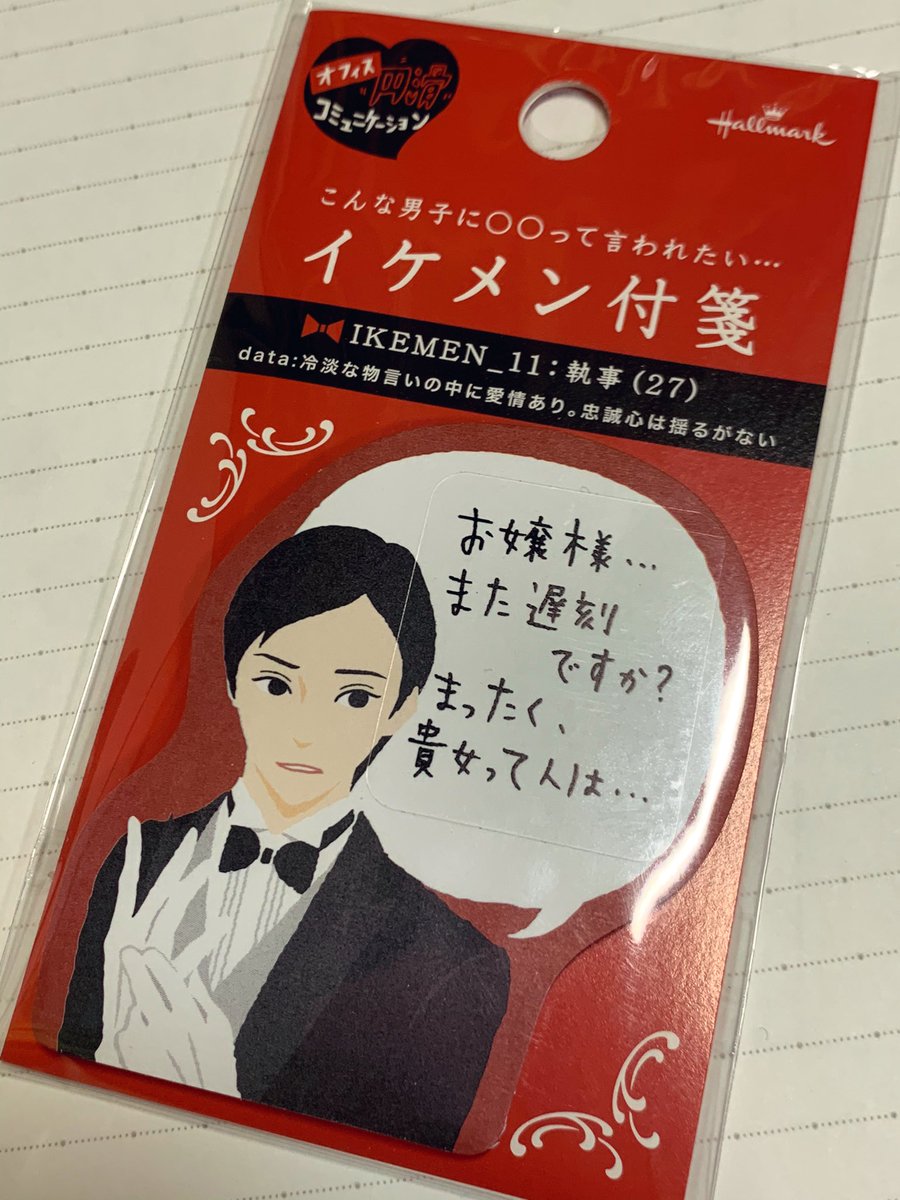 オフィス
"円滑"
コミュニケーション
Hallmark
こんな男子に〇〇って言われたい…
イケメン付箋
IKEMEN_11:執事(27)
data:冷淡な物言いの中に愛情あり。忠誠心は揺るがない
お嬢様…
また遅刻
ですか?
まったく、
貴女って人は…